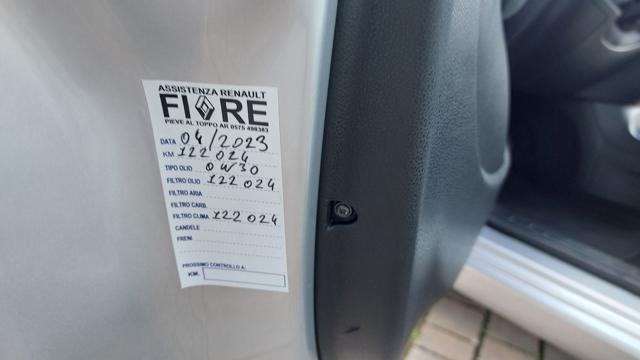 ASSISTENZA RENAULT
FIORE
PIEVE AL TOPPO AR 0575 498383
DATA 04/2023
KM 122024
TIPO OLIO 0W30
FILTRO OLIO 122024
FILTRO ARIA
FILTRO CARB.
FILTRO CLIMA 122024
CANDELE
FRENI
PROSSIMO CONTROLLO A:
KM.